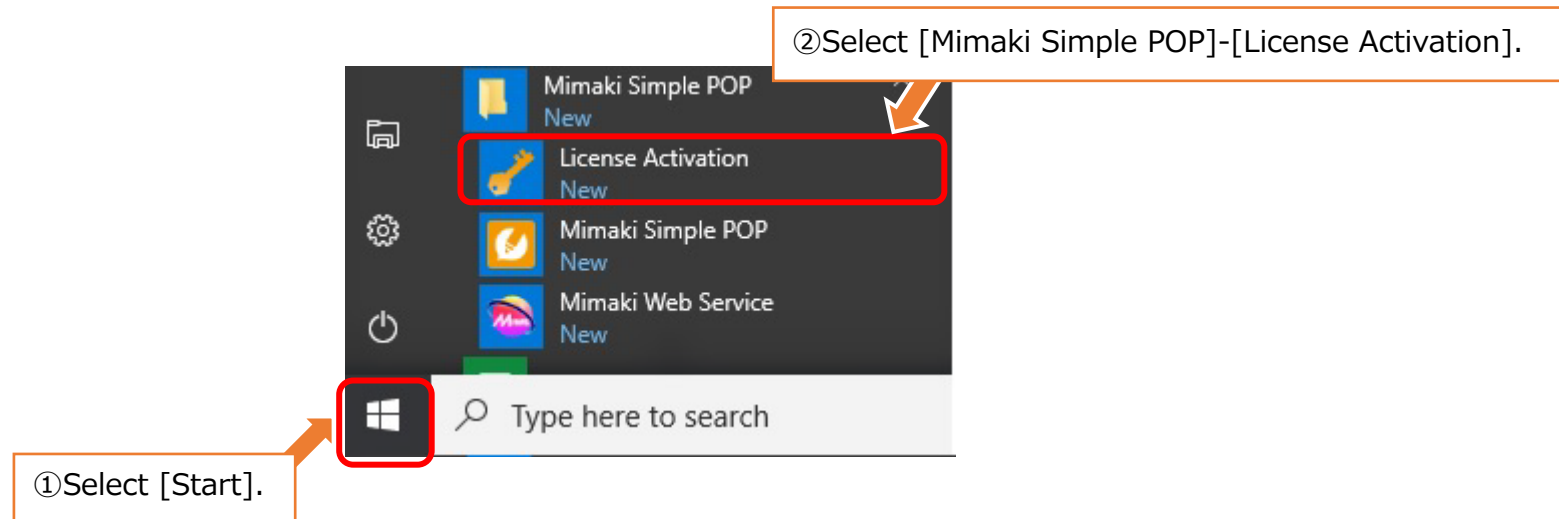 ②Select [Mimaki Simple POP]-[License Activation].
Mimaki Simple POP
New
License Activation
New
Mimaki Simple POP
New
Mimaki Web Service
New
Type here to search
①Select [Start].